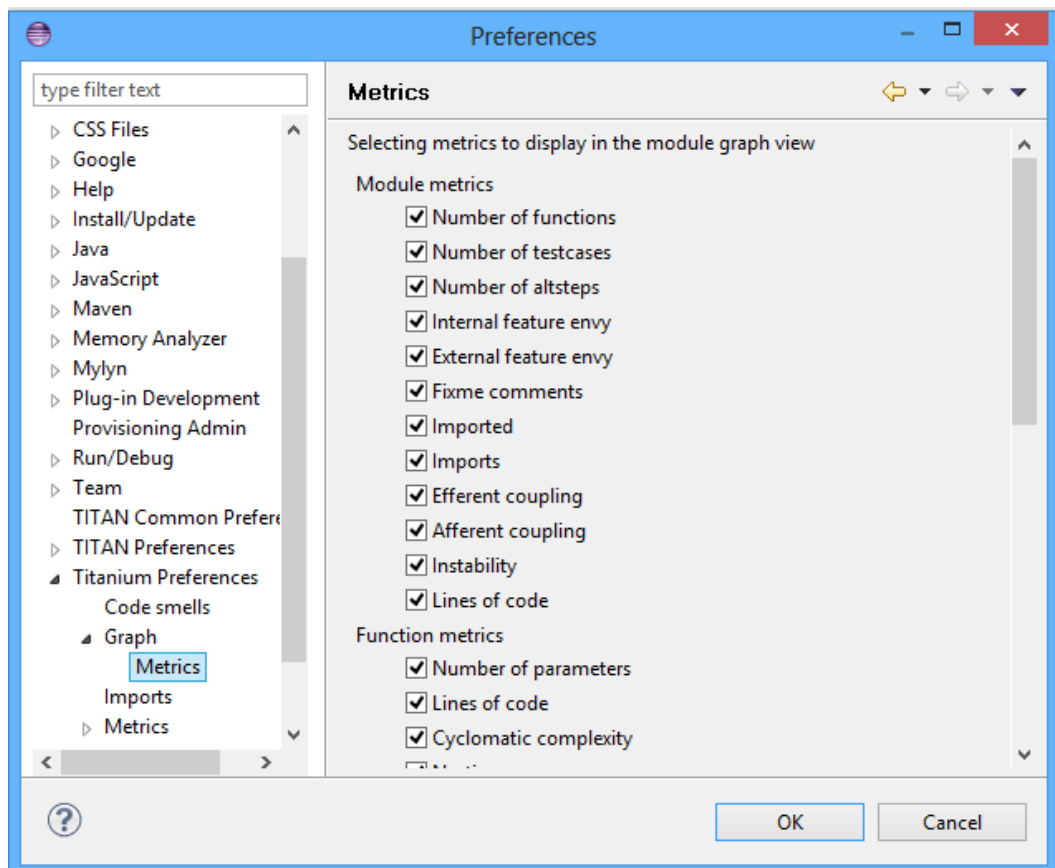 Preferences
type filter text
CSS Files
Google
Help
Install/Update
Java
JavaScript
Maven
Memory Analyzer
Mylyn
Plug-in Development
Provisioning Admin
Run/Debug
Team
TITAN Common Prefere
TITAN Preferences
Titanium Preferences
Code smells
Graph
Metrics
Imports
Metrics
Metrics
Selecting metrics to display in the module graph view
Module metrics
Number of functions
Number of testcases
Number of altsteps
Internal feature envy
External feature envy
Fixme comments
Imported
Imports
Efferent coupling
Afferent coupling
Instability
Lines of code
Function metrics
Number of parameters
Lines of code
Cyclomatic complexity
OK
Cancel